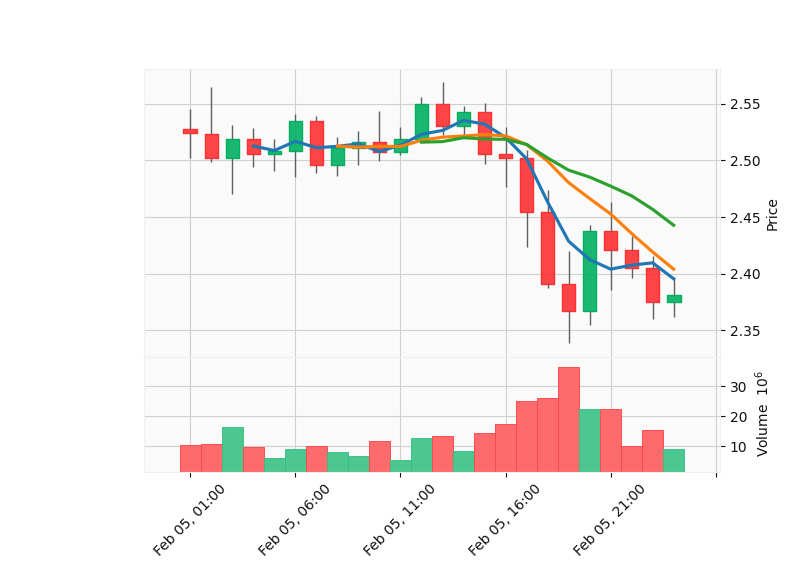 2.55
2.50
2.45
2.40
2.35
Price
30
20
10
Volume 10^6
Feb 05, 01:00
Feb 05, 06:00
Feb 05, 11:00
Feb 05, 16:00
Feb 05, 21:00